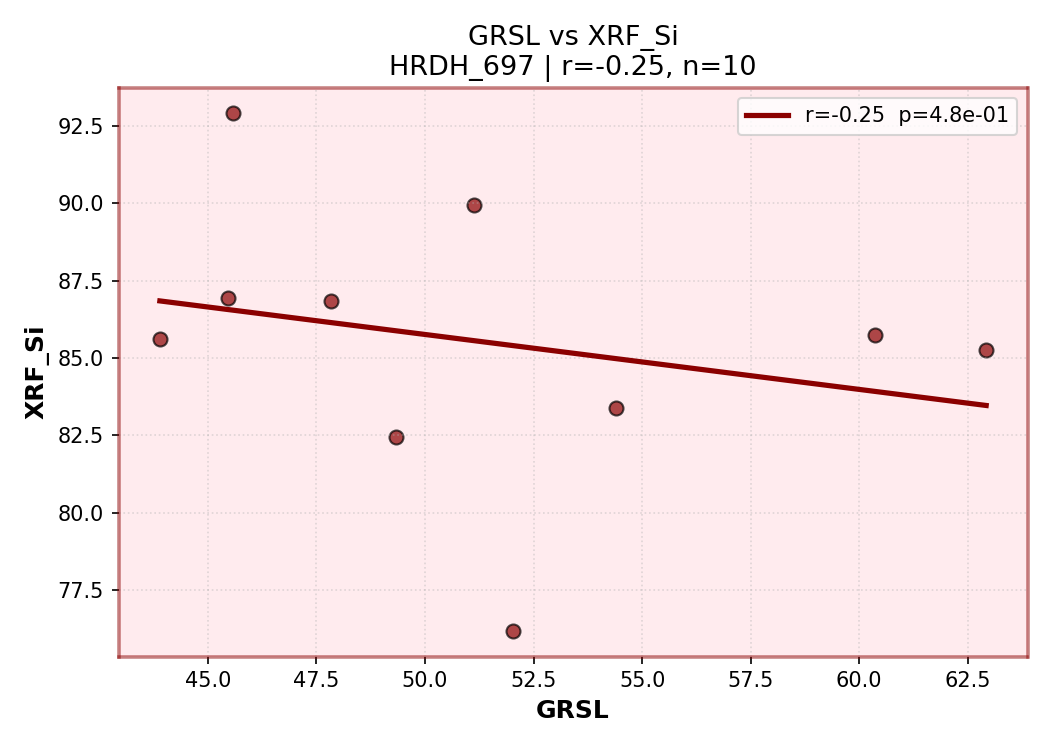 GRSL vs XRF_Si
HRDH_697 | r=-0.25, n=10
r=-0.25  p=4.8e-01
XRF_Si
92.5
90.0
87.5
85.0
82.5
80.0
77.5
45.0 47.5 50.0 52.5 55.0 57.5 60.0 62.5
GRSL